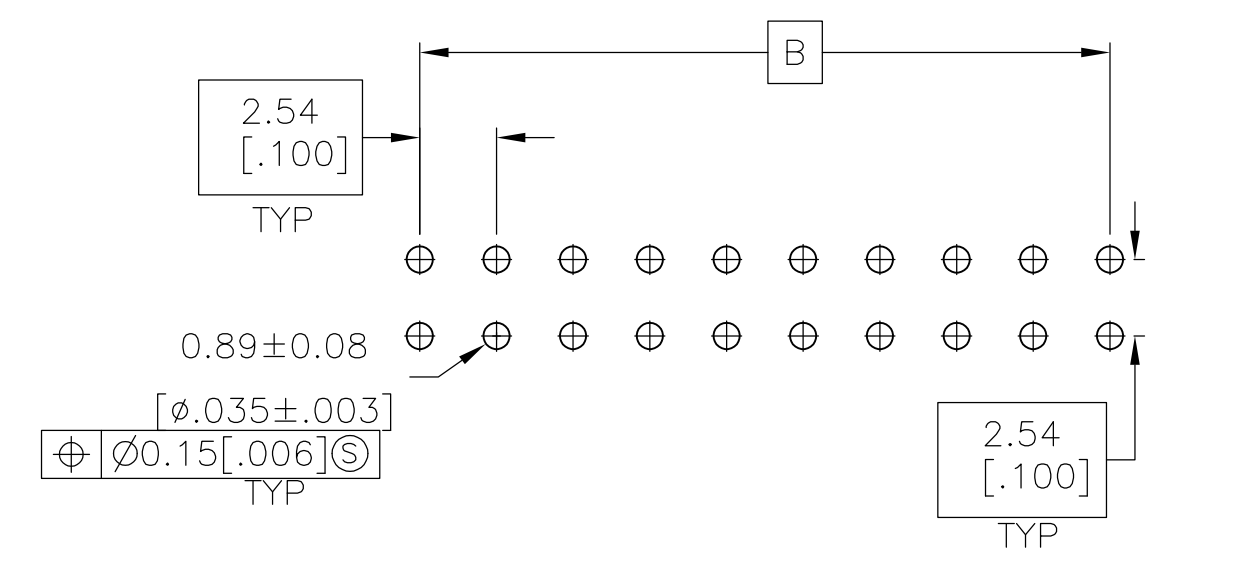 B
2.54
[.100]
TYP
0.89±0.08
[ø.035±.003]
⌖ Ø0.15[.006]Ⓢ
TYP
2.54
[.100]
TYP